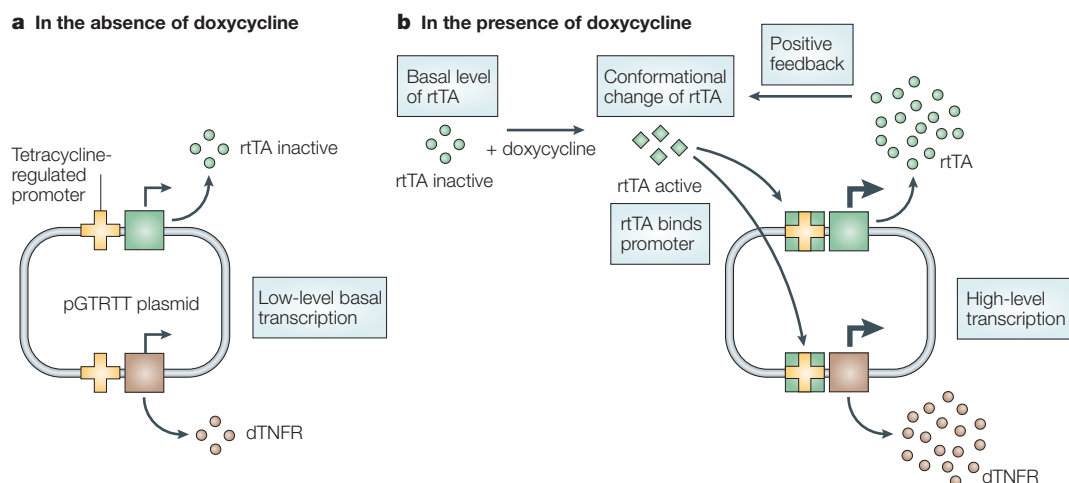 a In the absence of doxycycline
Tetracycline-
regulated
promoter
rtTA inactive
pGTRTT plasmid
Low-level basal
transcription
dTNFR
b In the presence of doxycycline
Basal level
of rtTA
rtTA inactive
+ doxycycline
Conformational
change of rtTA
rtTA active
Positive
feedback
rtTA
rtTA binds
promoter
High-level
transcription
dTNFR